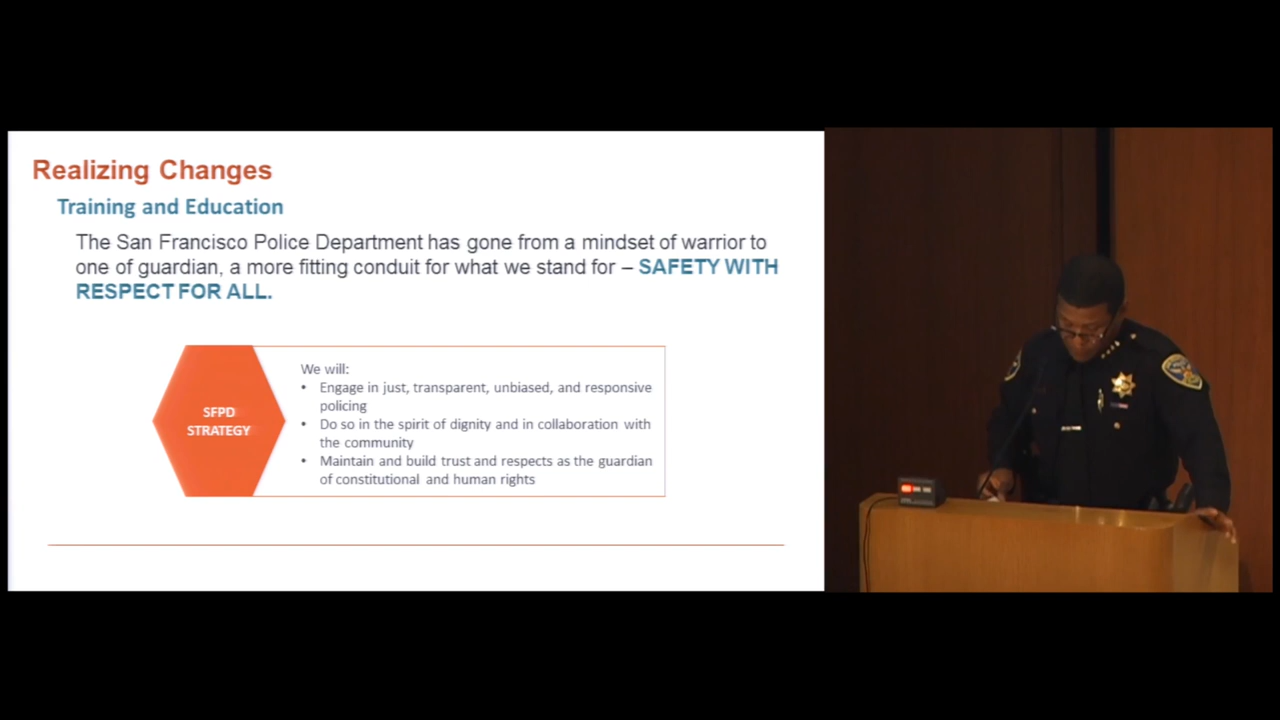 Realizing Changes
Training and Education
The San Francisco Police Department has gone from a mindset of warrior to
one of guardian, a more fitting conduit for what we stand for – SAFETY WITH
RESPECT FOR ALL.
SFPD
STRATEGY
We will:
• Engage in just, transparent, unbiased, and responsive
policing
• Do so in the spirit of dignity and in collaboration with
the community
• Maintain and build trust and respects as the guardian
of constitutional and human rights